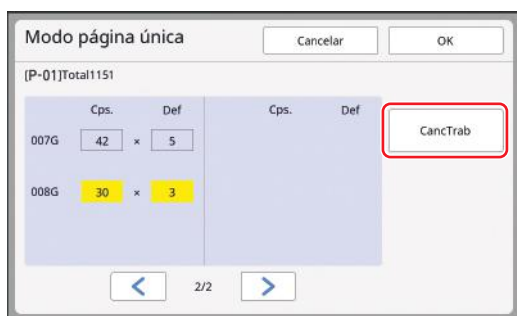 Modo página única Cancelar OK
[P-01]Total1151
Cps. Def Cps. Def
CancTrab
007G 42 × 5
008G 30 × 3
2/2